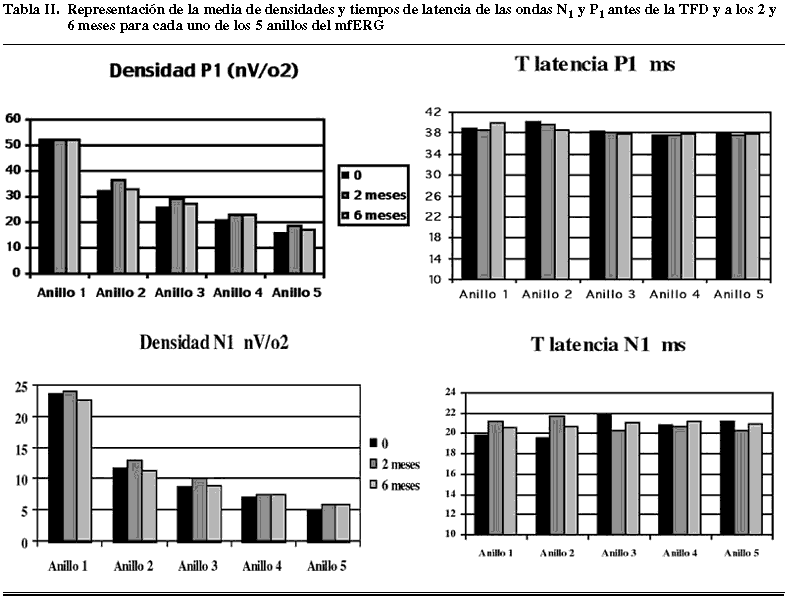 Tabla II. Representación de la media de densidades y tiempos de latencia de las ondas N1 y P1 antes de la TFD y a los 2 y
6 meses para cada uno de los 5 anillos del mfERG
Densidad P1 (nV/o2)
60
50
40
30
20
10
0
Anillo 1 Anillo 2 Anillo 3 Anillo 4 Anillo 5
0
2 meses
6 meses
T latencia P1 ms
42
38
34
30
26
22
18
14
10
Anillo 1 Anillo 2 Anillo 3 Anillo 4 Anillo 5
Densidad N1 nV/o2
25
20
15
10
5
0
Anillo 1 Anillo 2 Anillo 3 Anillo 4 Anillo 5
0
2 meses
6 meses
T latencia N1 ms
24
22
20
18
16
14
12
10
Anillo 1 Anillo 2 Anillo 3 Anillo 4 Anillo 5